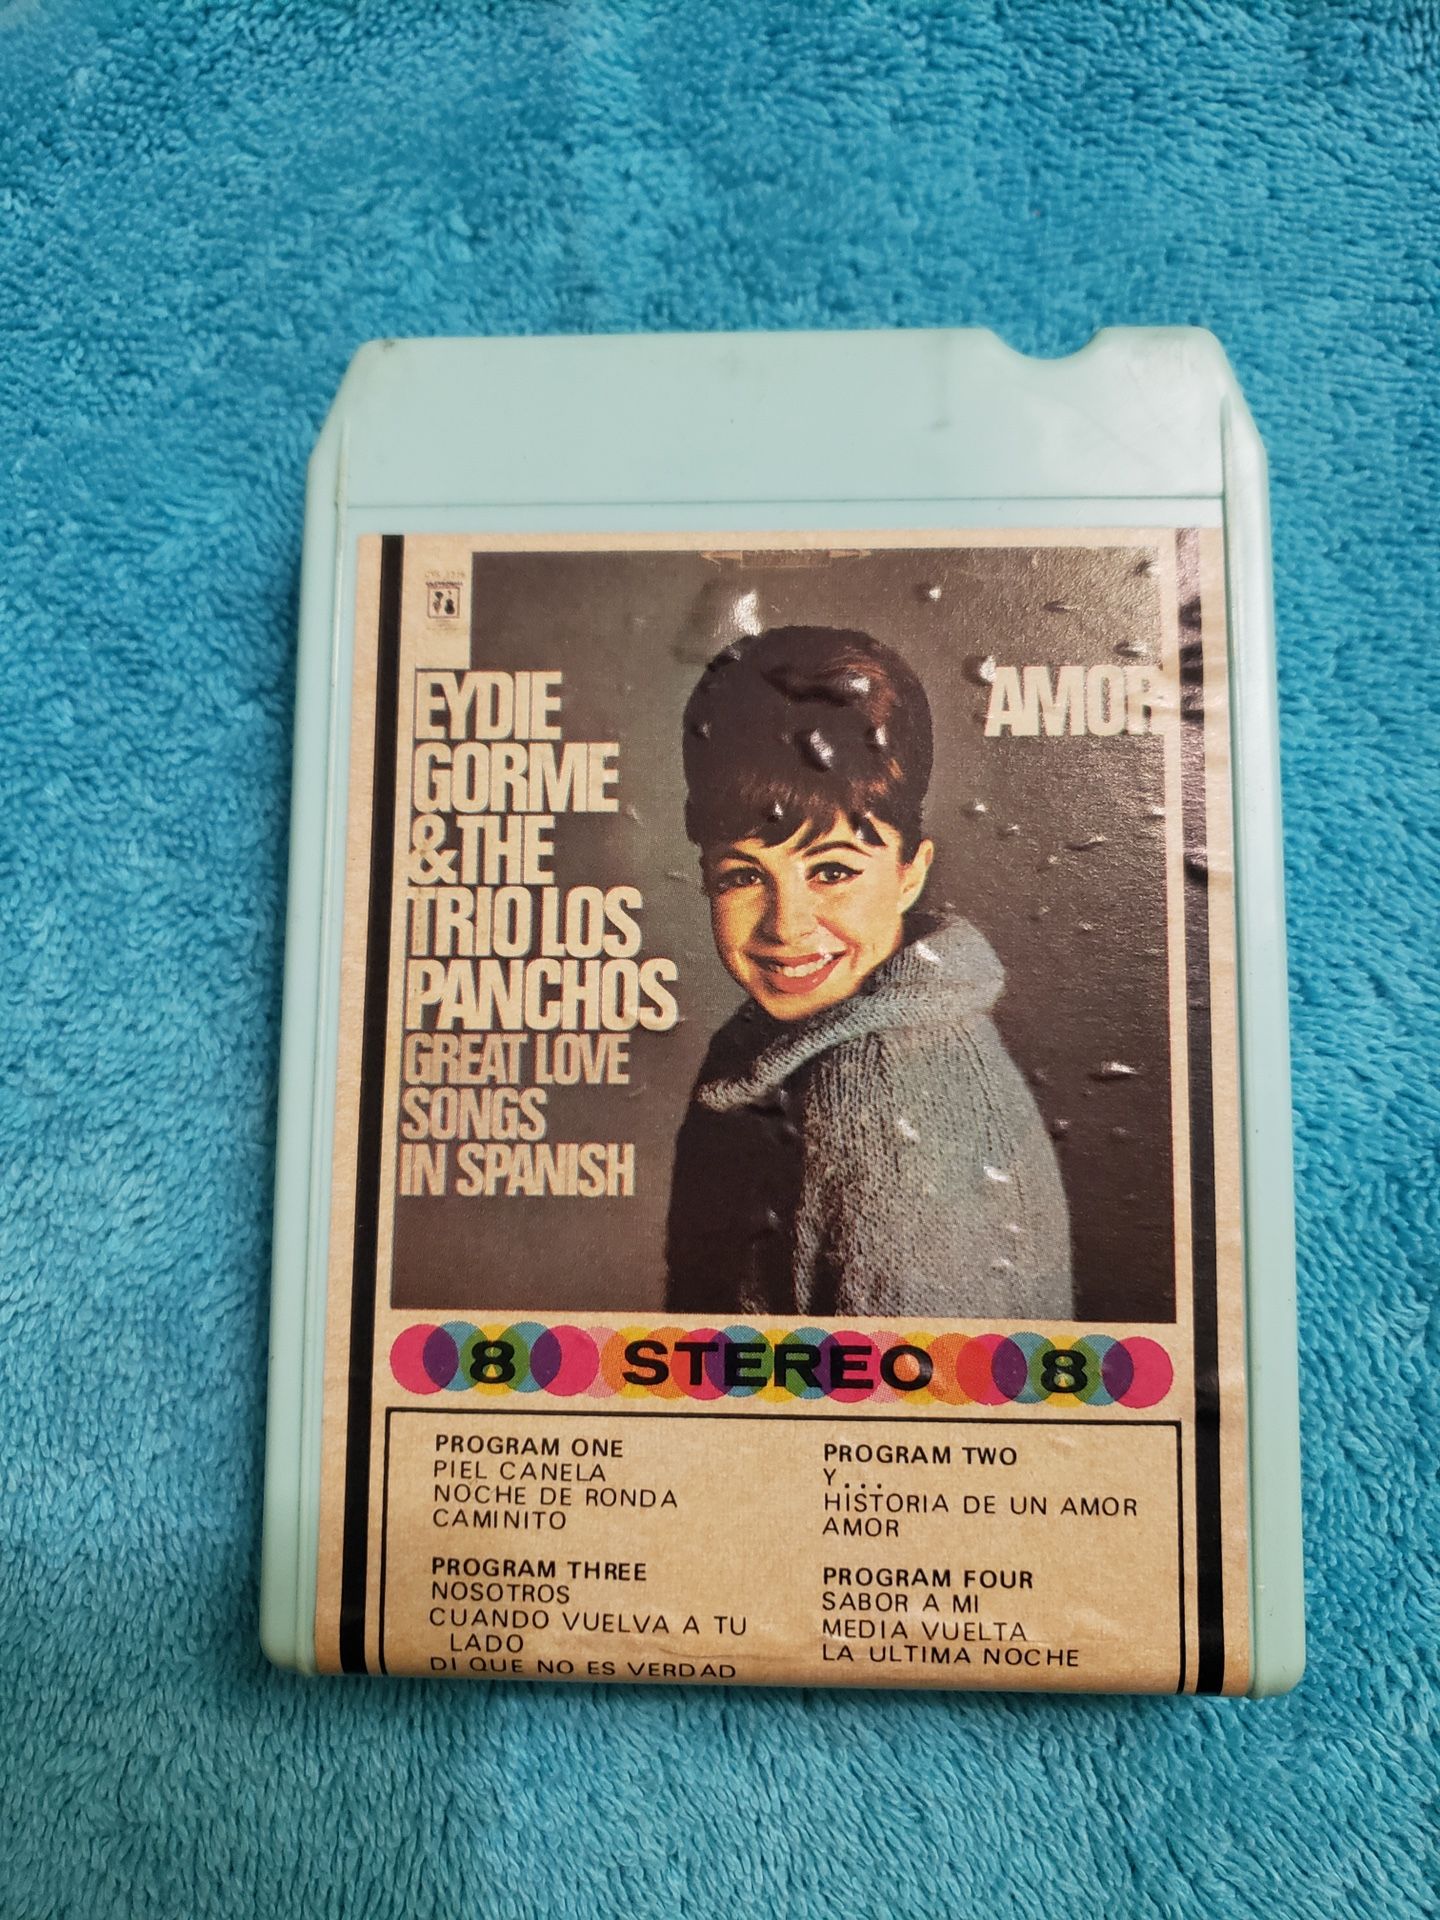 EYDIE
GORME
& THE
TRIO LOS
PANCHOS
GREAT LOVE
SONGS
IN SPANISH
AMOR
8 STEREO 8
PROGRAM ONE
PIEL CANELA
NOCHE DE RONDA
CAMINITO
PROGRAM TWO
Y...
HISTORIA DE UN AMOR
AMOR
PROGRAM THREE
NOSOTROS
CUANDO VUELVA A TU
LADO
DI QUE NO ES VERDAD
PROGRAM FOUR
SABOR A MI
MEDIA VUELTA
LA ULTIMA NOCHE